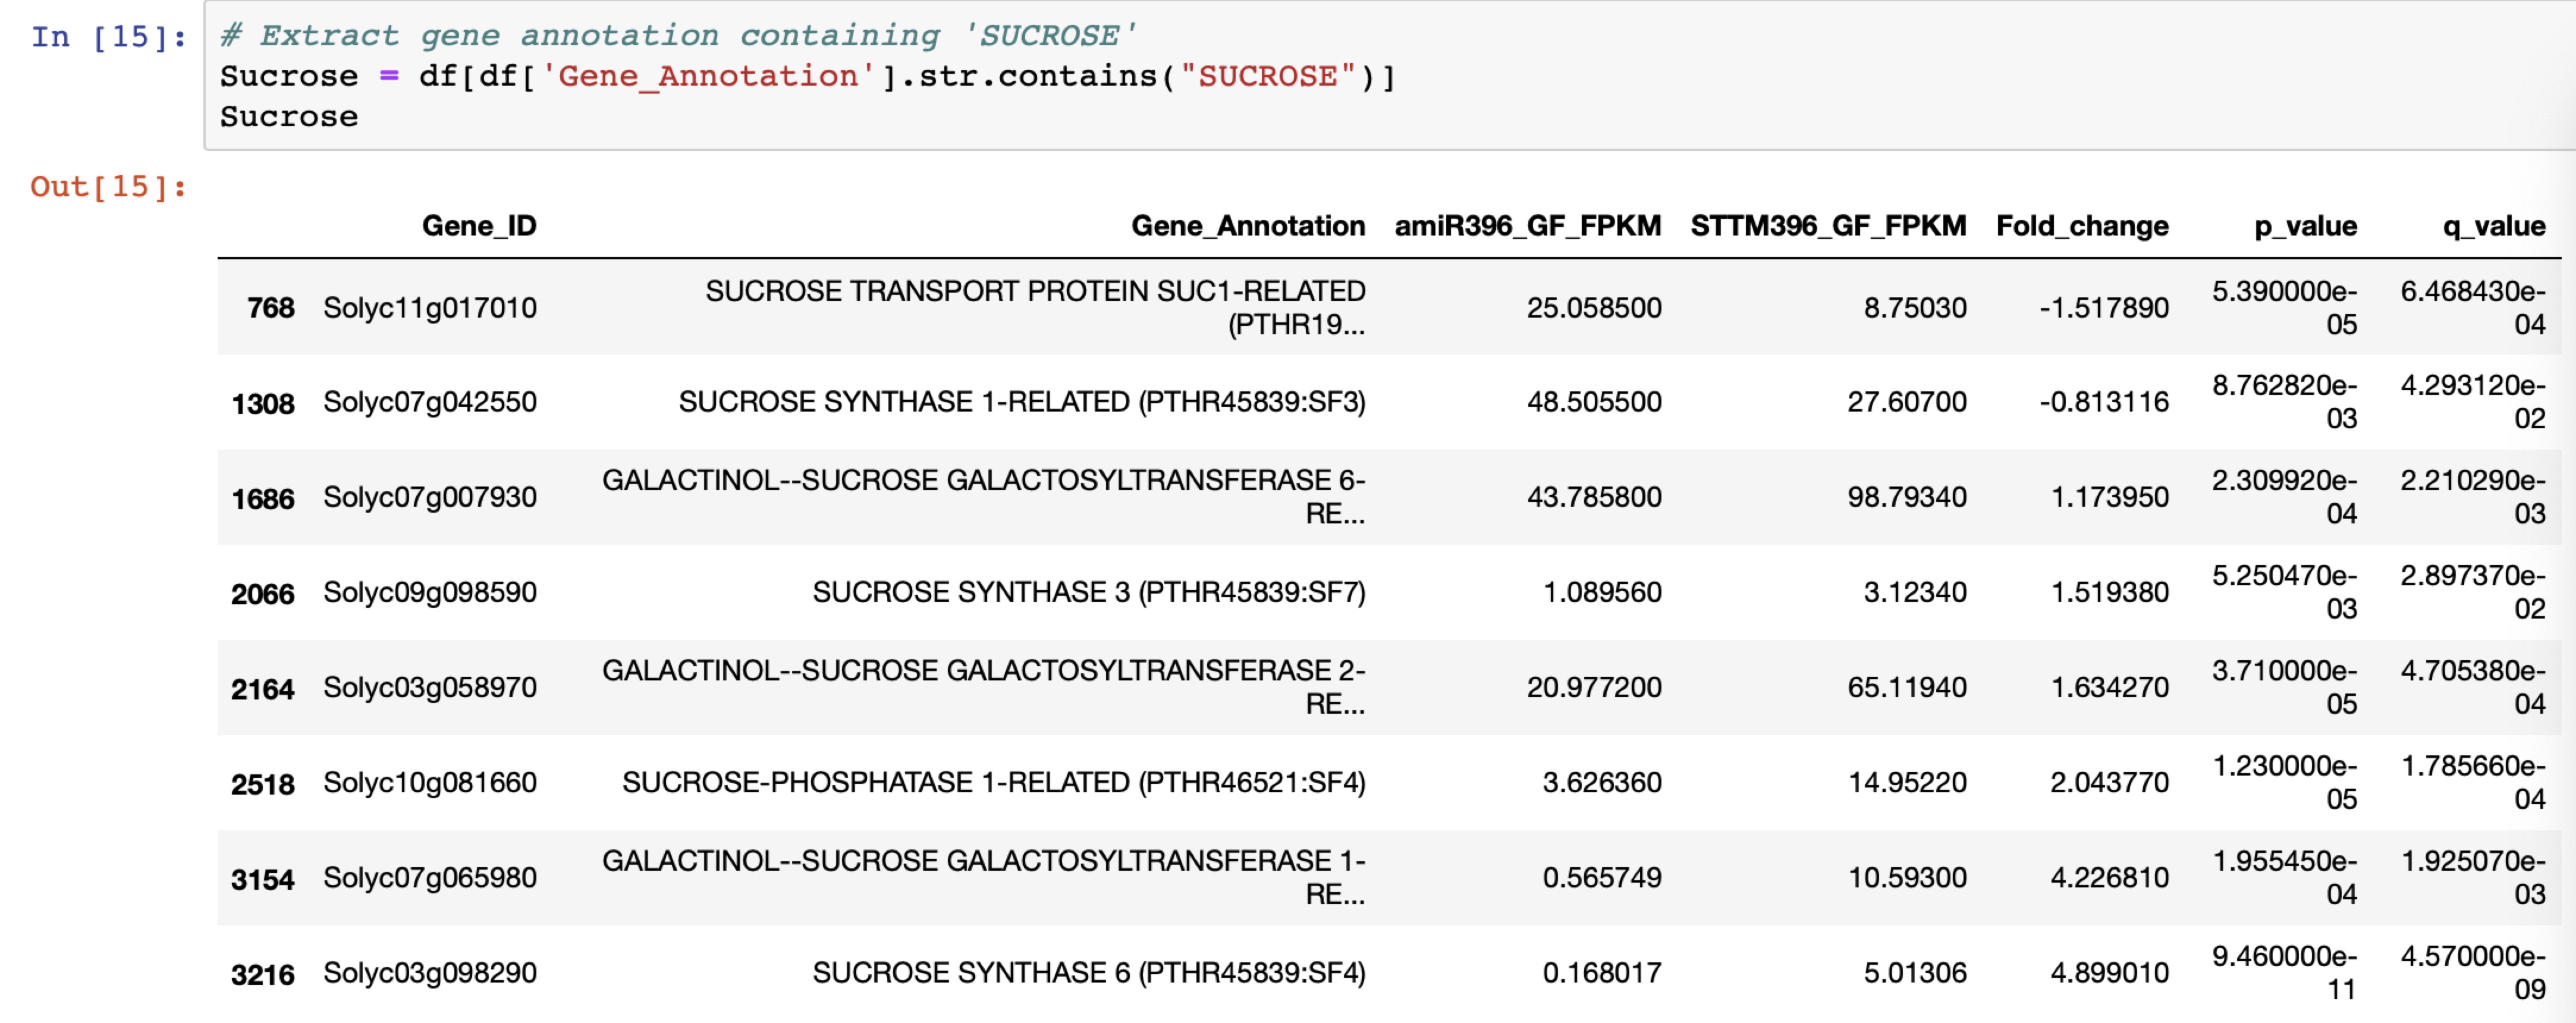 In [15]:
# Extract gene annotation containing 'SUCROSE'
Sucrose = df[df['Gene_Annotation'].str.contains("SUCROSE")]
Sucrose
Out[15]:
Gene_ID Gene_Annotation amiR396_GF_FPKM STTM396_GF_FPKM Fold_change p_value q_value
768 Solyc11g017010 SUCROSE TRANSPORT PROTEIN SUC1-RELATED (PTHR19... 25.058500 8.75030 -1.517890 5.390000e-05 6.468430e-04
1308 Solyc07g042550 SUCROSE SYNTHASE 1-RELATED (PTHR45839:SF3) 48.505500 27.60700 -0.813116 8.762820e-03 4.293120e-02
1686 Solyc07g007930 GALACTINOL--SUCROSE GALACTOSYLTRANSFERASE 6-RE... 43.785800 98.79340 1.173950 2.309920e-04 2.210290e-03
2066 Solyc09g098590 SUCROSE SYNTHASE 3 (PTHR45839:SF7) 1.089560 3.12340 1.519380 5.250470e-03 2.897370e-02
2164 Solyc03g058970 GALACTINOL--SUCROSE GALACTOSYLTRANSFERASE 2-RE... 20.977200 65.11940 1.634270 3.710000e-05 4.705380e-04
2518 Solyc10g081660 SUCROSE-PHOSPHATASE 1-RELATED (PTHR46521:SF4) 3.626360 14.95220 2.043770 1.230000e-05 1.785660e-04
3154 Solyc07g065980 GALACTINOL--SUCROSE GALACTOSYLTRANSFERASE 1-RE... 0.565749 10.59300 4.226810 1.955450e-04 1.925070e-03
3216 Solyc03g098290 SUCROSE SYNTHASE 6 (PTHR45839:SF4) 0.168017 5.01306 4.899010 9.460000e-11 4.570000e-09